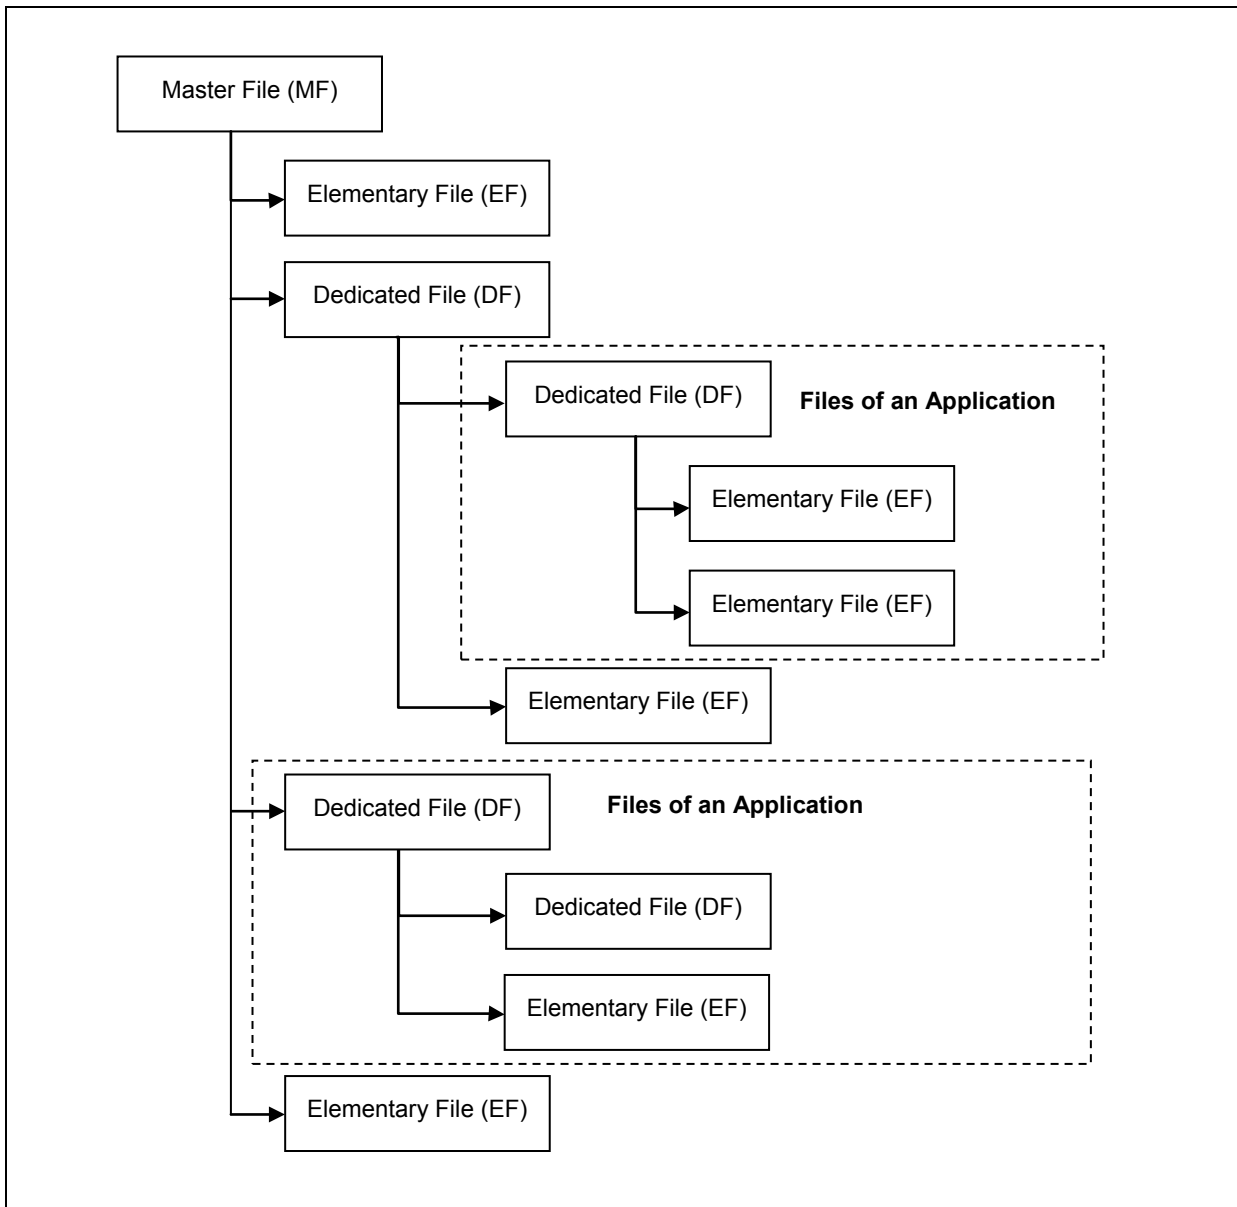 Master File (MF)
Elementary File (EF)
Dedicated File (DF)
Dedicated File (DF)
Files of an Application
Elementary File (EF)
Elementary File (EF)
Elementary File (EF)
Dedicated File (DF)
Files of an Application
Dedicated File (DF)
Elementary File (EF)
Elementary File (EF)